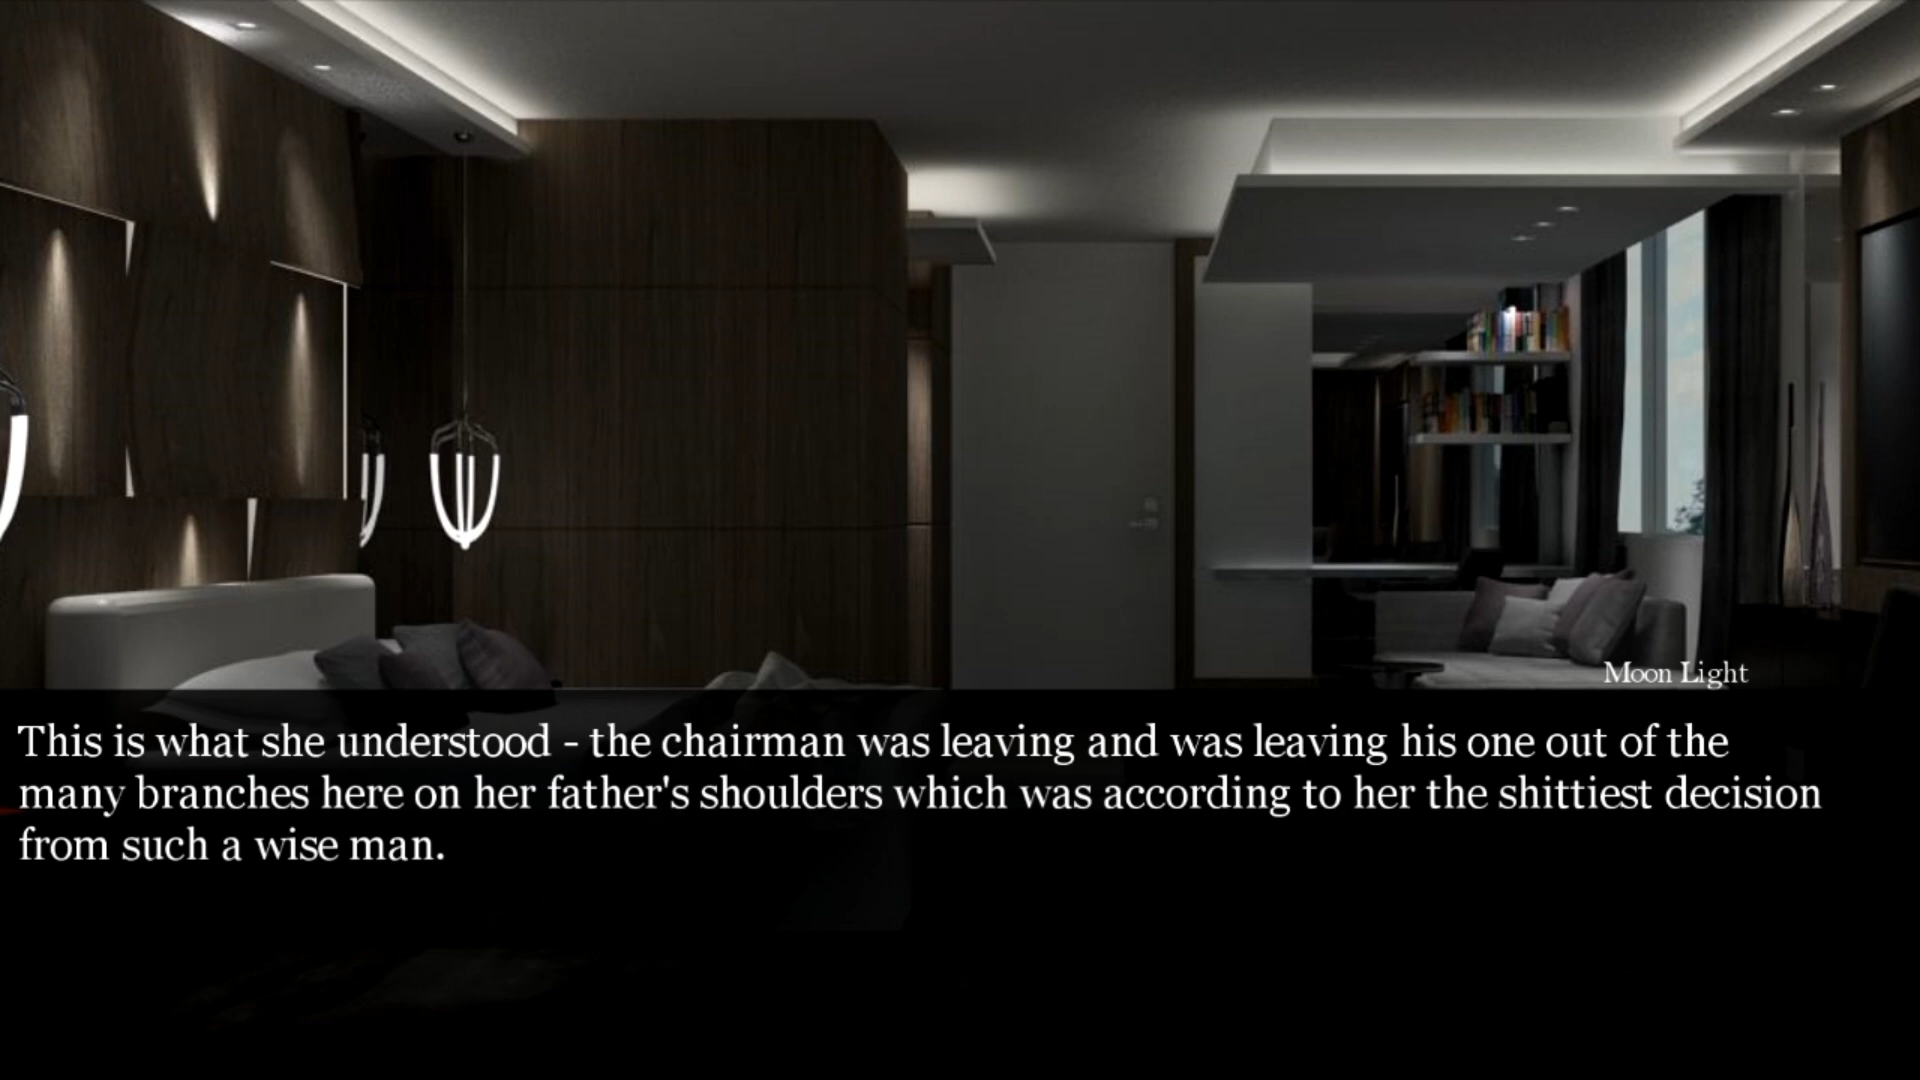 Moon Light
This is what she understood - the chairman was leaving and was leaving his one out of the
many branches here on her father's shoulders which was according to her the shittiest decision
from such a wise man.